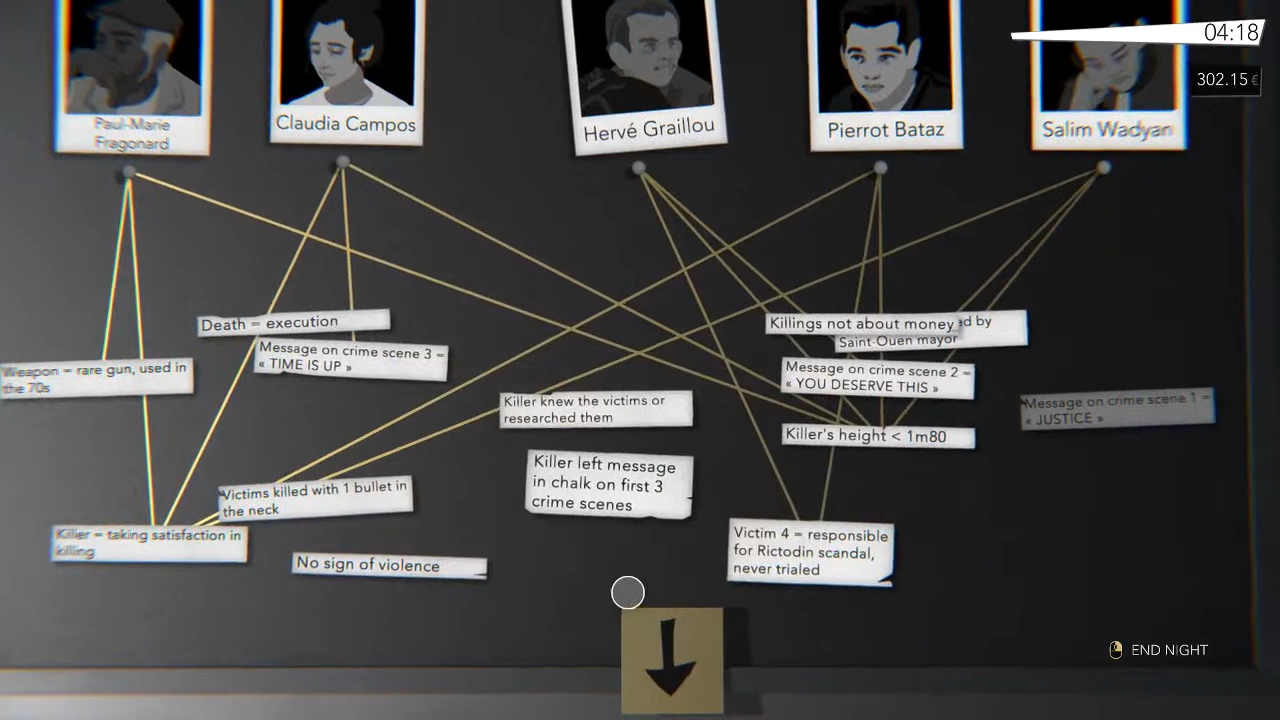 04:18
302.15 €
Paul-Marie
Fragonard
Claudia Campos
Hervé Graillou
Pierrot Bataz
Salim Wadyan
Death = execution
Message on crime scene 3 =
« TIME IS UP »
Weapon = rare gun, used in
the 70s
Killings not about money
ed by
Saint-Ouen mayor
Message on crime scene 2 =
« YOU DESERVE THIS »
Killer knew the victims or
researched them
Message on crime scene 1 =
« JUSTICE »
Killer's height < 1m80
Killer left message
in chalk on first 3
crime scenes
Victims killed with 1 bullet in
the neck
Killer = taking satisfaction in
killing
No sign of violence
Victim 4 = responsible
for Rictodin scandal,
never trialed
END NIGHT